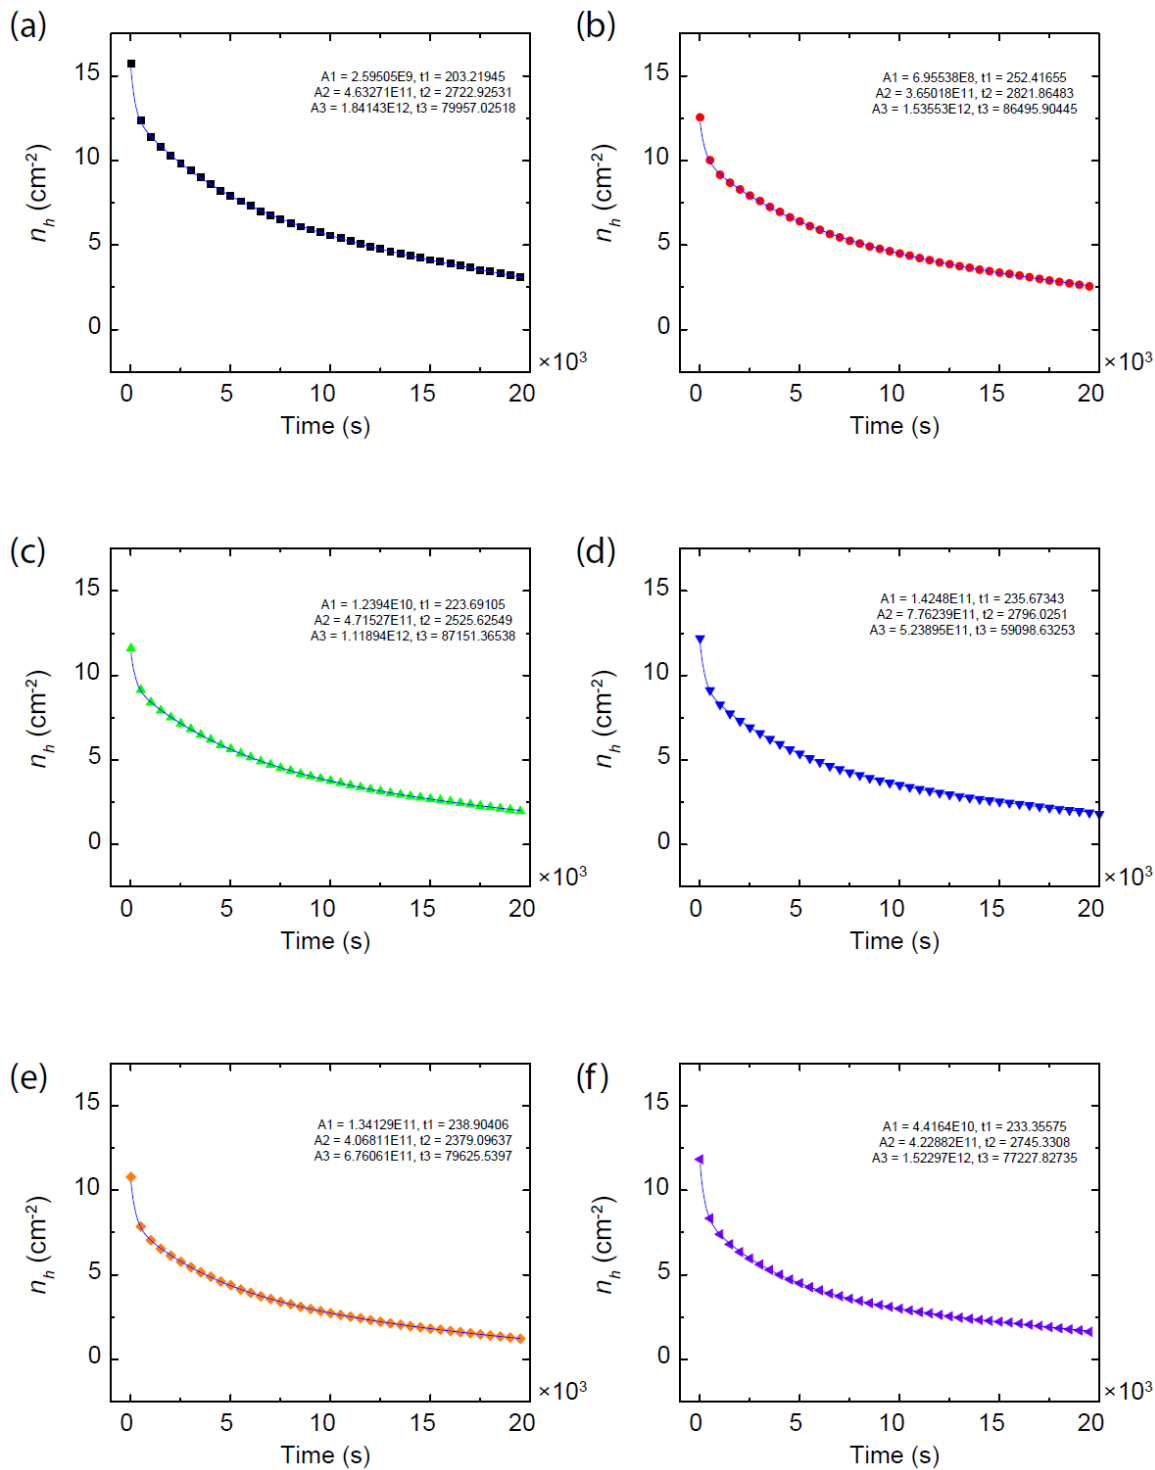 (a)
15
10
5
0
n_h (cm⁻²)
A1 = 2.59505E9, t1 = 203.21945
A2 = 4.63271E11, t2 = 2722.92531
A3 = 1.84143E12, t3 = 79957.02518
0 5 10 15 20
×10³
Time (s)
(b)
15
10
5
0
n_h (cm⁻²)
A1 = 6.95538E8, t1 = 252.41655
A2 = 3.65018E11, t2 = 2821.86483
A3 = 1.53553E12, t3 = 86495.90445
0 5 10 15 20
×10³
Time (s)
(c)
15
10
5
0
n_h (cm⁻²)
A1 = 1.2394E10, t1 = 223.69105
A2 = 4.71527E11, t2 = 2525.62549
A3 = 1.11894E12, t3 = 87151.36538
0 5 10 15 20
×10³
Time (s)
(d)
15
10
5
0
n_h (cm⁻²)
A1 = 1.4248E11, t1 = 235.67343
A2 = 7.76239E11, t2 = 2796.0251
A3 = 5.23895E11, t3 = 59098.63253
0 5 10 15 20
×10³
Time (s)
(e)
15
10
5
0
n_h (cm⁻²)
A1 = 1.34129E11, t1 = 238.90406
A2 = 4.06811E11, t2 = 2379.09637
A3 = 6.76061E11, t3 = 79625.5397
0 5 10 15 20
×10³
Time (s)
(f)
15
10
5
0
n_h (cm⁻²)
A1 = 4.4164E10, t1 = 233.35575
A2 = 4.22882E11, t2 = 2745.3308
A3 = 1.52297E12, t3 = 77227.82735
0 5 10 15 20
×10³
Time (s)